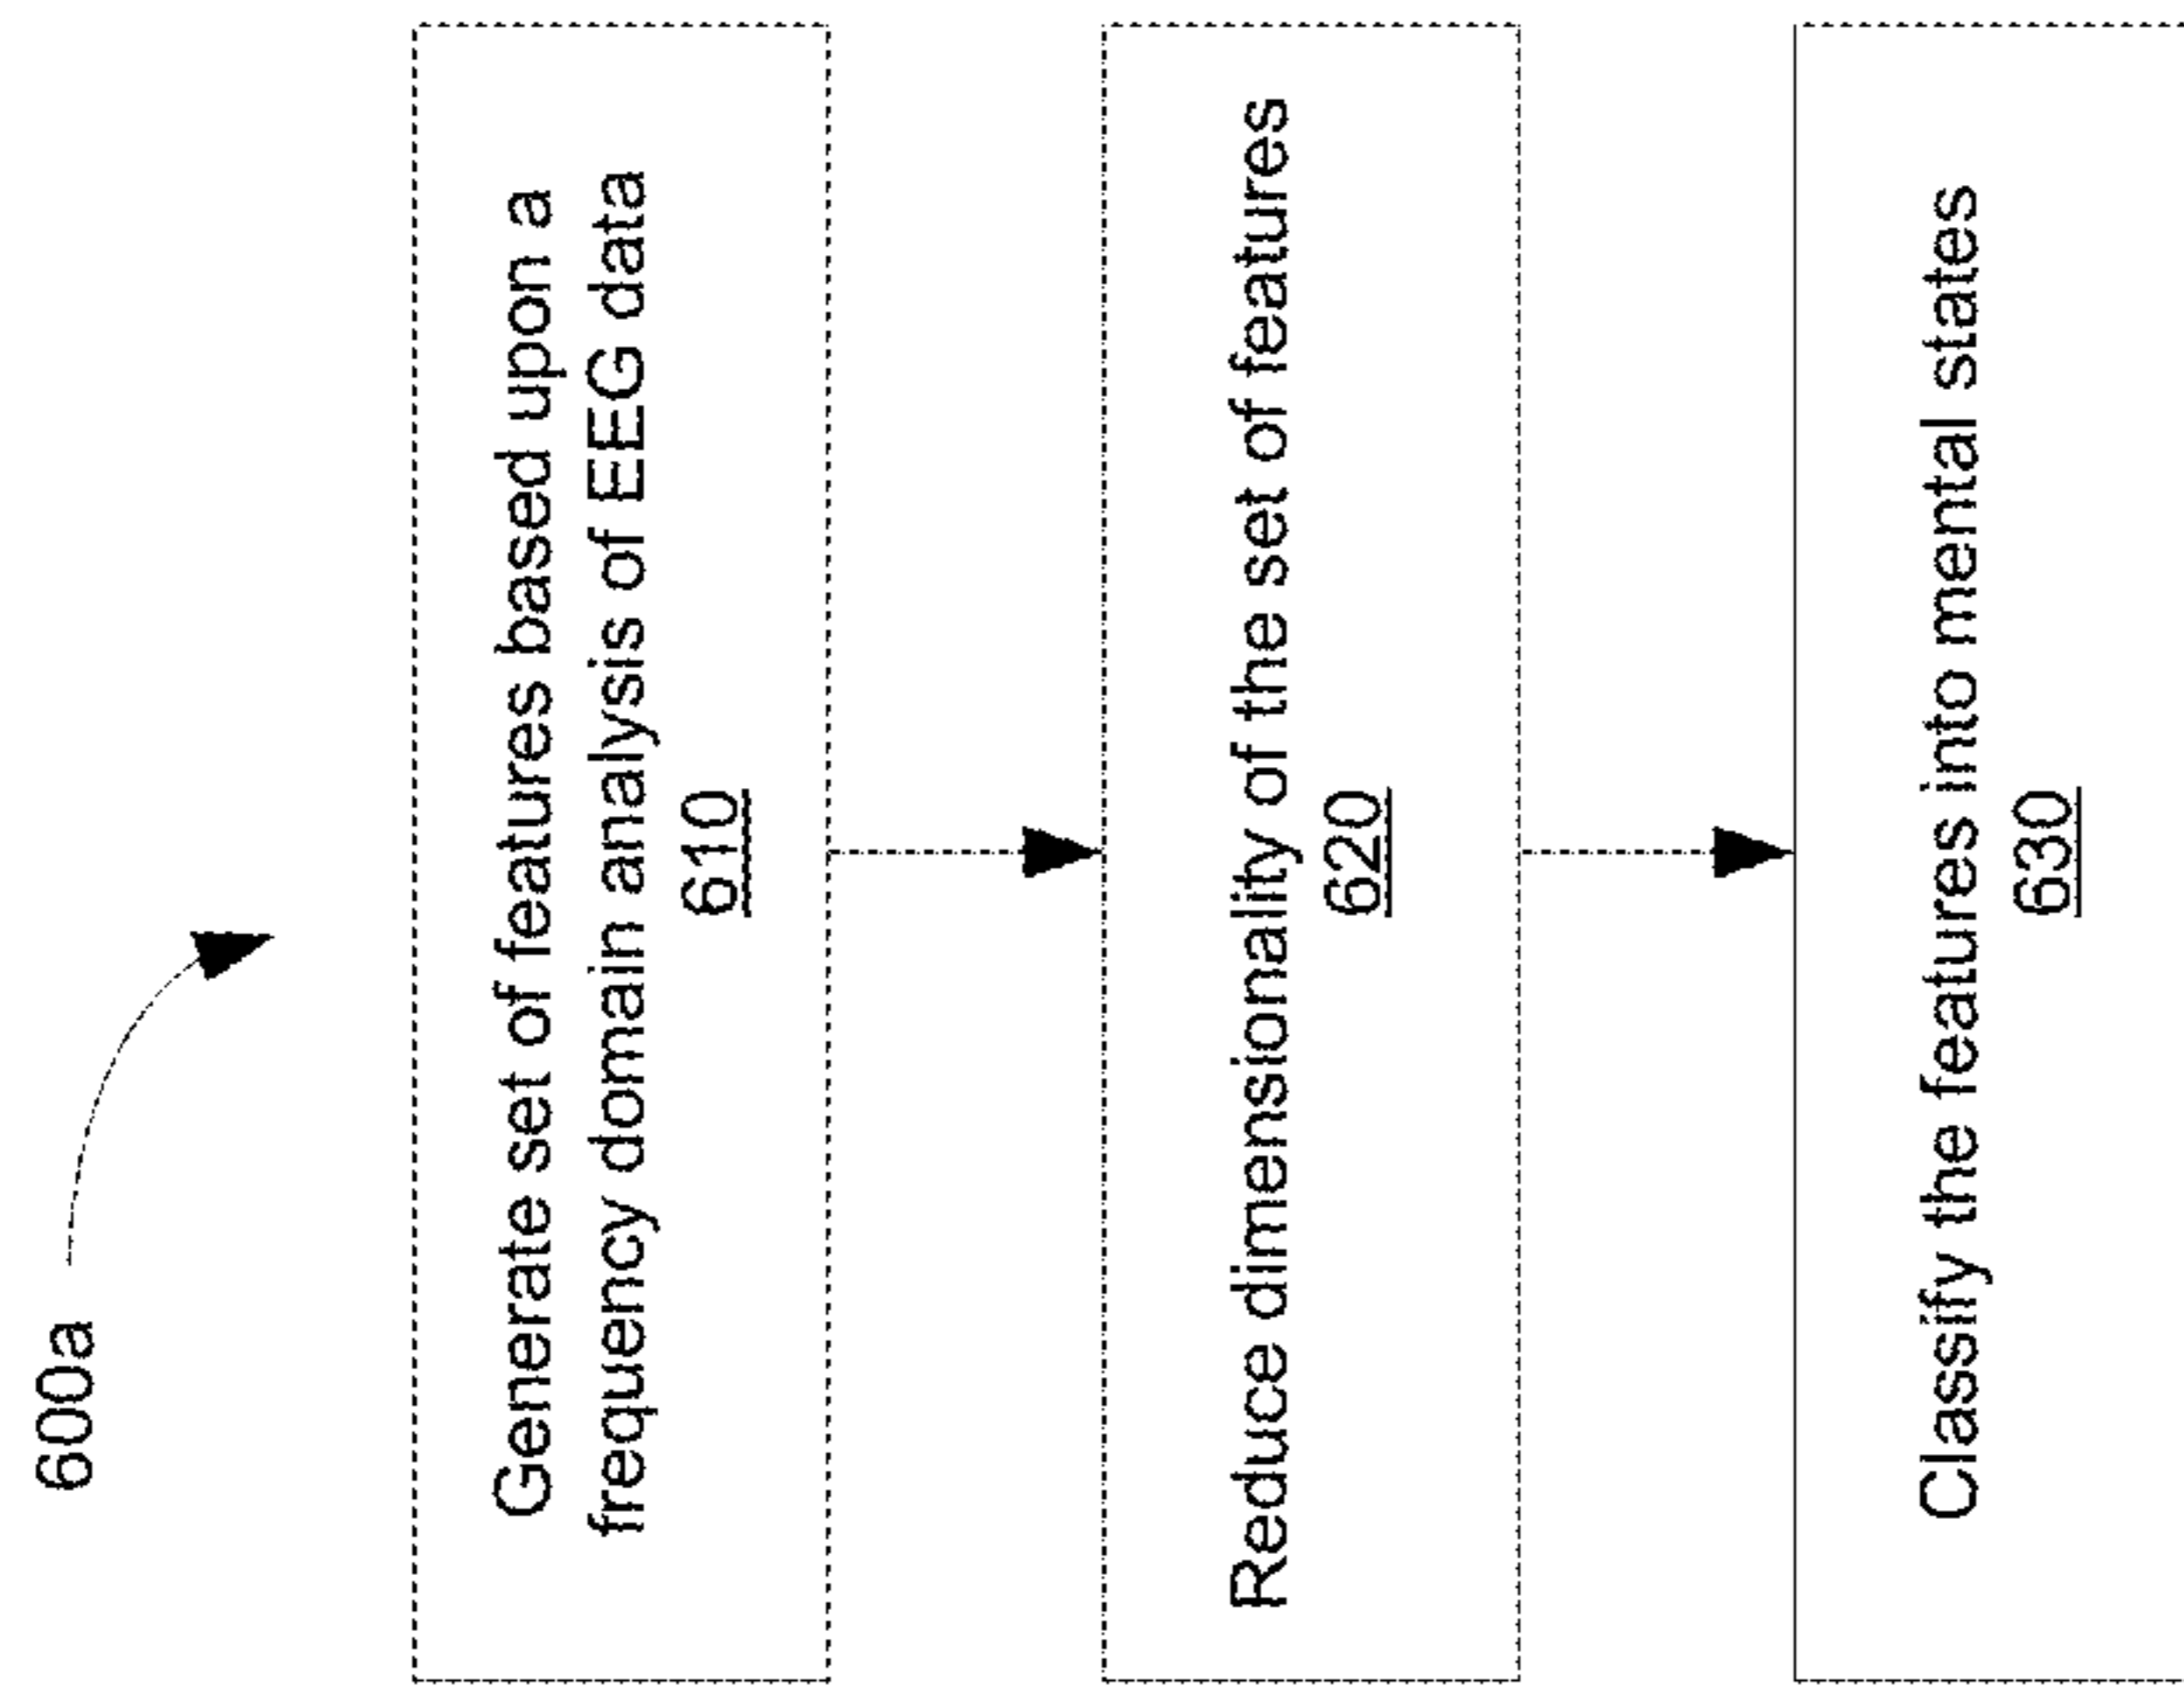 600a
Generate set of features based upon a
frequency domain analysis of EEG data
610
Reduce dimensionality of the set of features
620
Classify the features into mental states
630